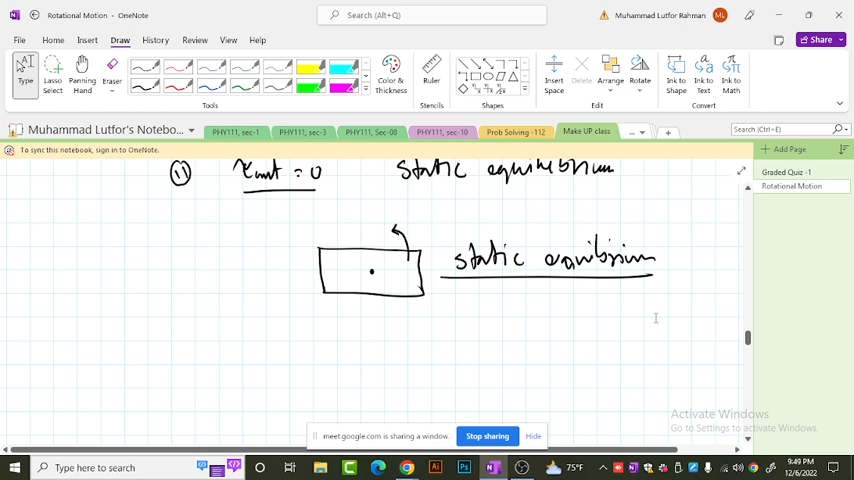 Rotational Motion - OneNote
Search (Alt+Q)
Muhammad Lutfor Rahman
ML
File Home Insert Draw History Review View Help
Share
Type
Lasso Select
Panning Hand
Eraser
Color & Thickness
Ruler
Insert Space
Delete
Arrange
Rotate
Ink to Shape
Ink to Text
Ink to Math
Tools
Stencils
Shapes
Edit
Convert
Muhammad Lutfor's Notebo...
PHY111, sec-1
PHY111, sec-3
PHY111, Sec-08
PHY111, sec-10
Prob Solving -112
Make UP class
Search (Ctrl+E)
To sync this notebook, sign in to OneNote.
Add Page
Graded Quiz -1
Rotational Motion
static equilibrium
static equilibrium
Activate Windows
Go to Settings to activate Windows.
meet.google.com is sharing a window.
Stop sharing
Hide
Type here to search
75°F
9:49 PM
12/6/2022